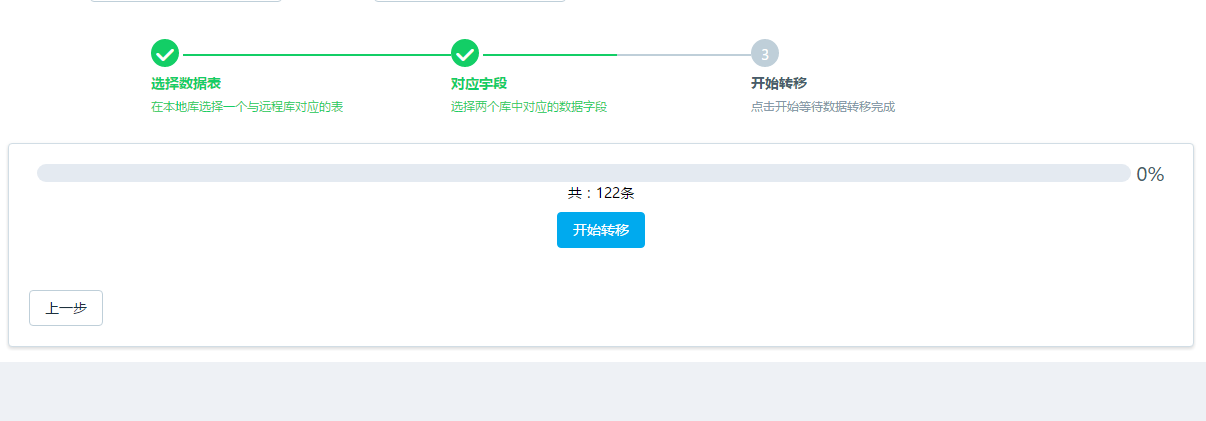 3
选择数据表
对应字段
开始转移
在本地库选择一个与远程库对应的表
选择两个库中对应的数据字段
点击开始等待数据转移完成
0%
共：122条
开始转移
上一步